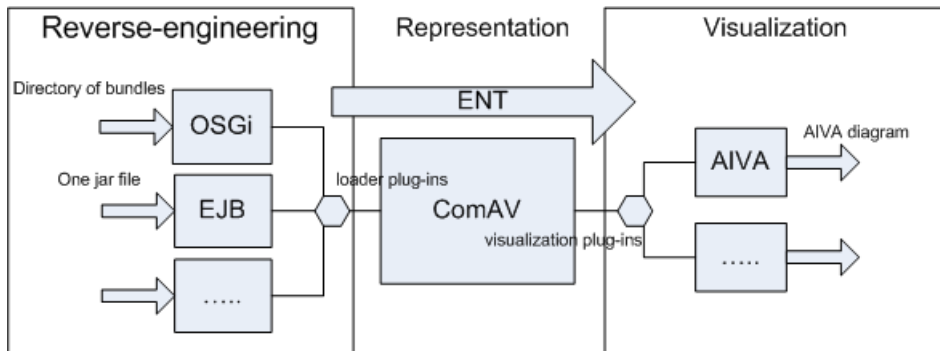 Reverse-engineering
Representation
Visualization
Directory of bundles
OSGi
ENT
AIVA diagram
AIVA
One jar file
EJB
loader plug-ins
ComAV
visualization plug-ins
.....
.....